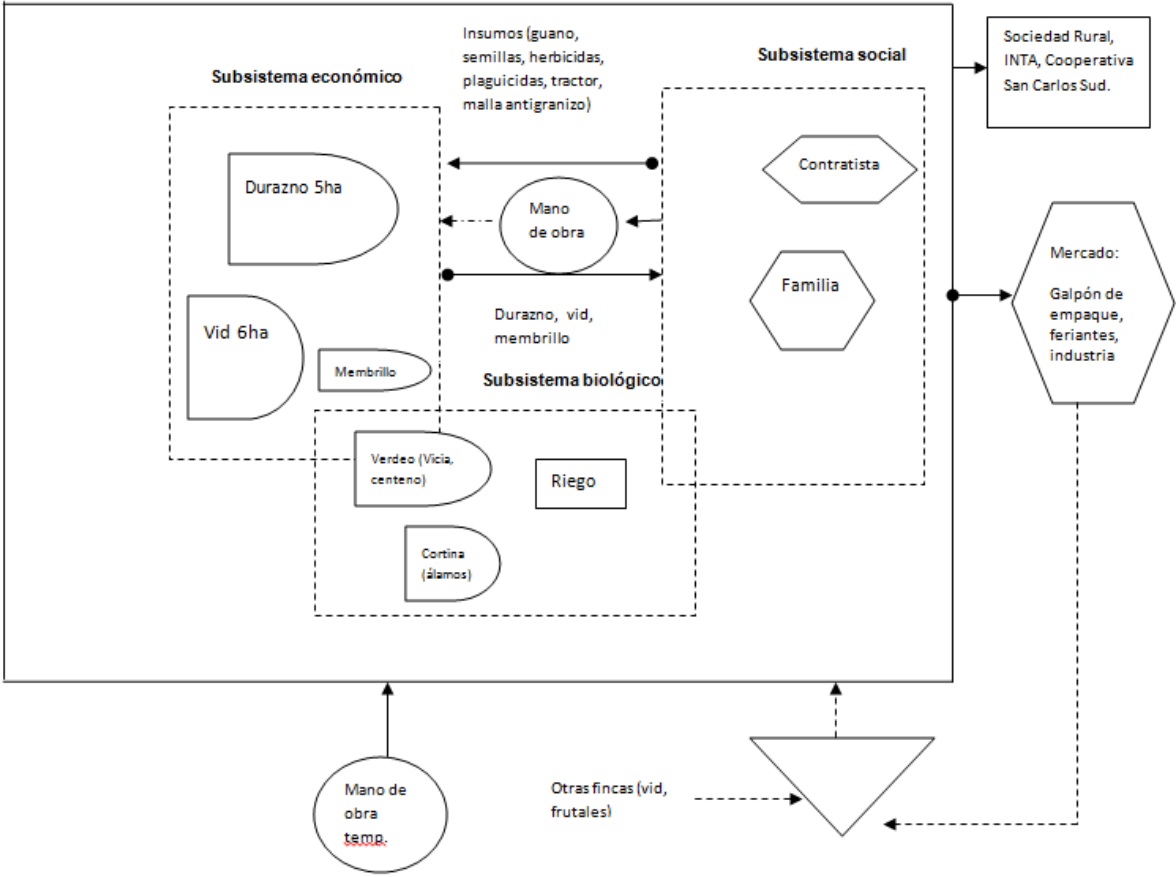 Insumos (guano,
semillas, herbicidas,
plaguicidas, tractor,
malla antigranizo)
Subsistema social
Sociedad Rural,
INTA, Cooperativa
San Carlos Sud.
Subsistema económico
Durazno 5ha
Mano
de obra
Contratista
Familia
Mercado:
Galpón de
empaque,
feriantes,
industria
Vid 6ha
Membrillo
Durazno, vid,
membrillo
Subsistema biológico
Verdeo (Vicia,
centeno)
Riego
Cortina
(álamos)
Mano de
obra
temp.
Otras fincas (vid,
frutales)